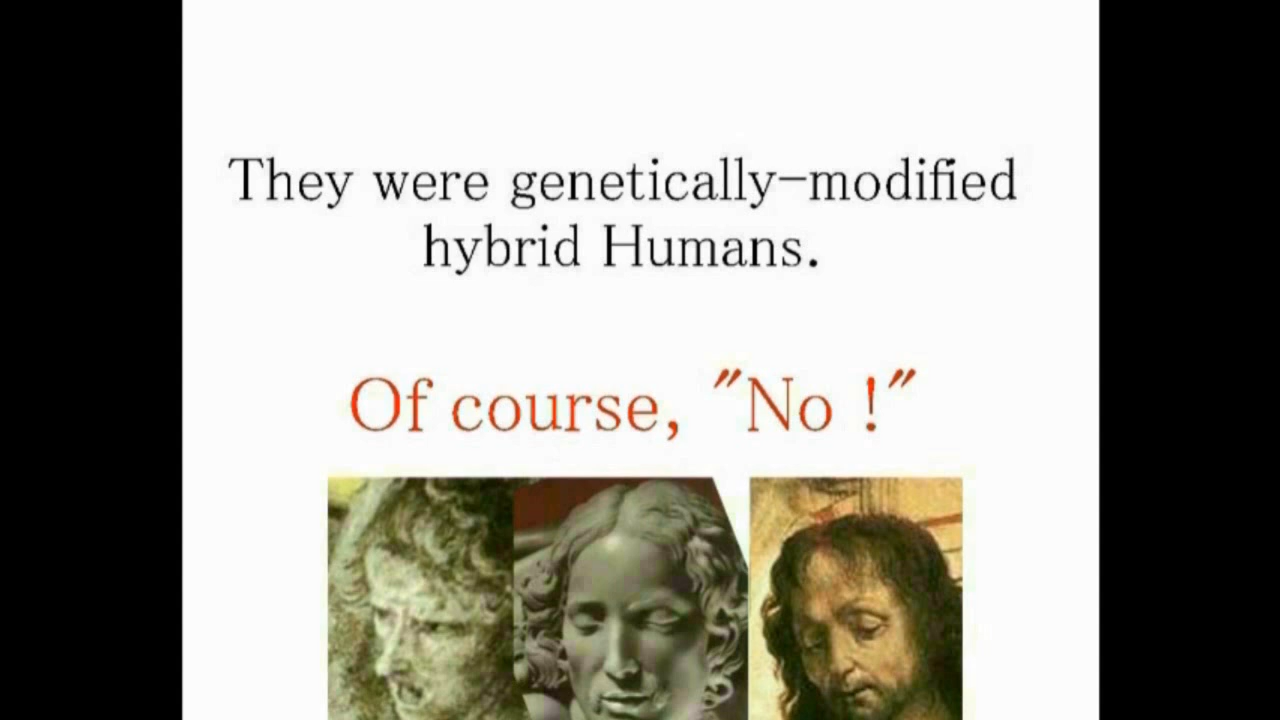 They were genetically-modified
hybrid Humans.
Of course, "No !"